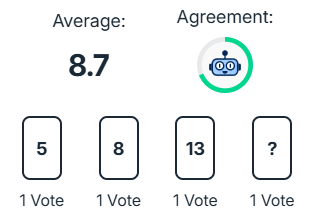 Average: Agreement:
8.7
5 8 13 ?
1 Vote 1 Vote 1 Vote 1 Vote